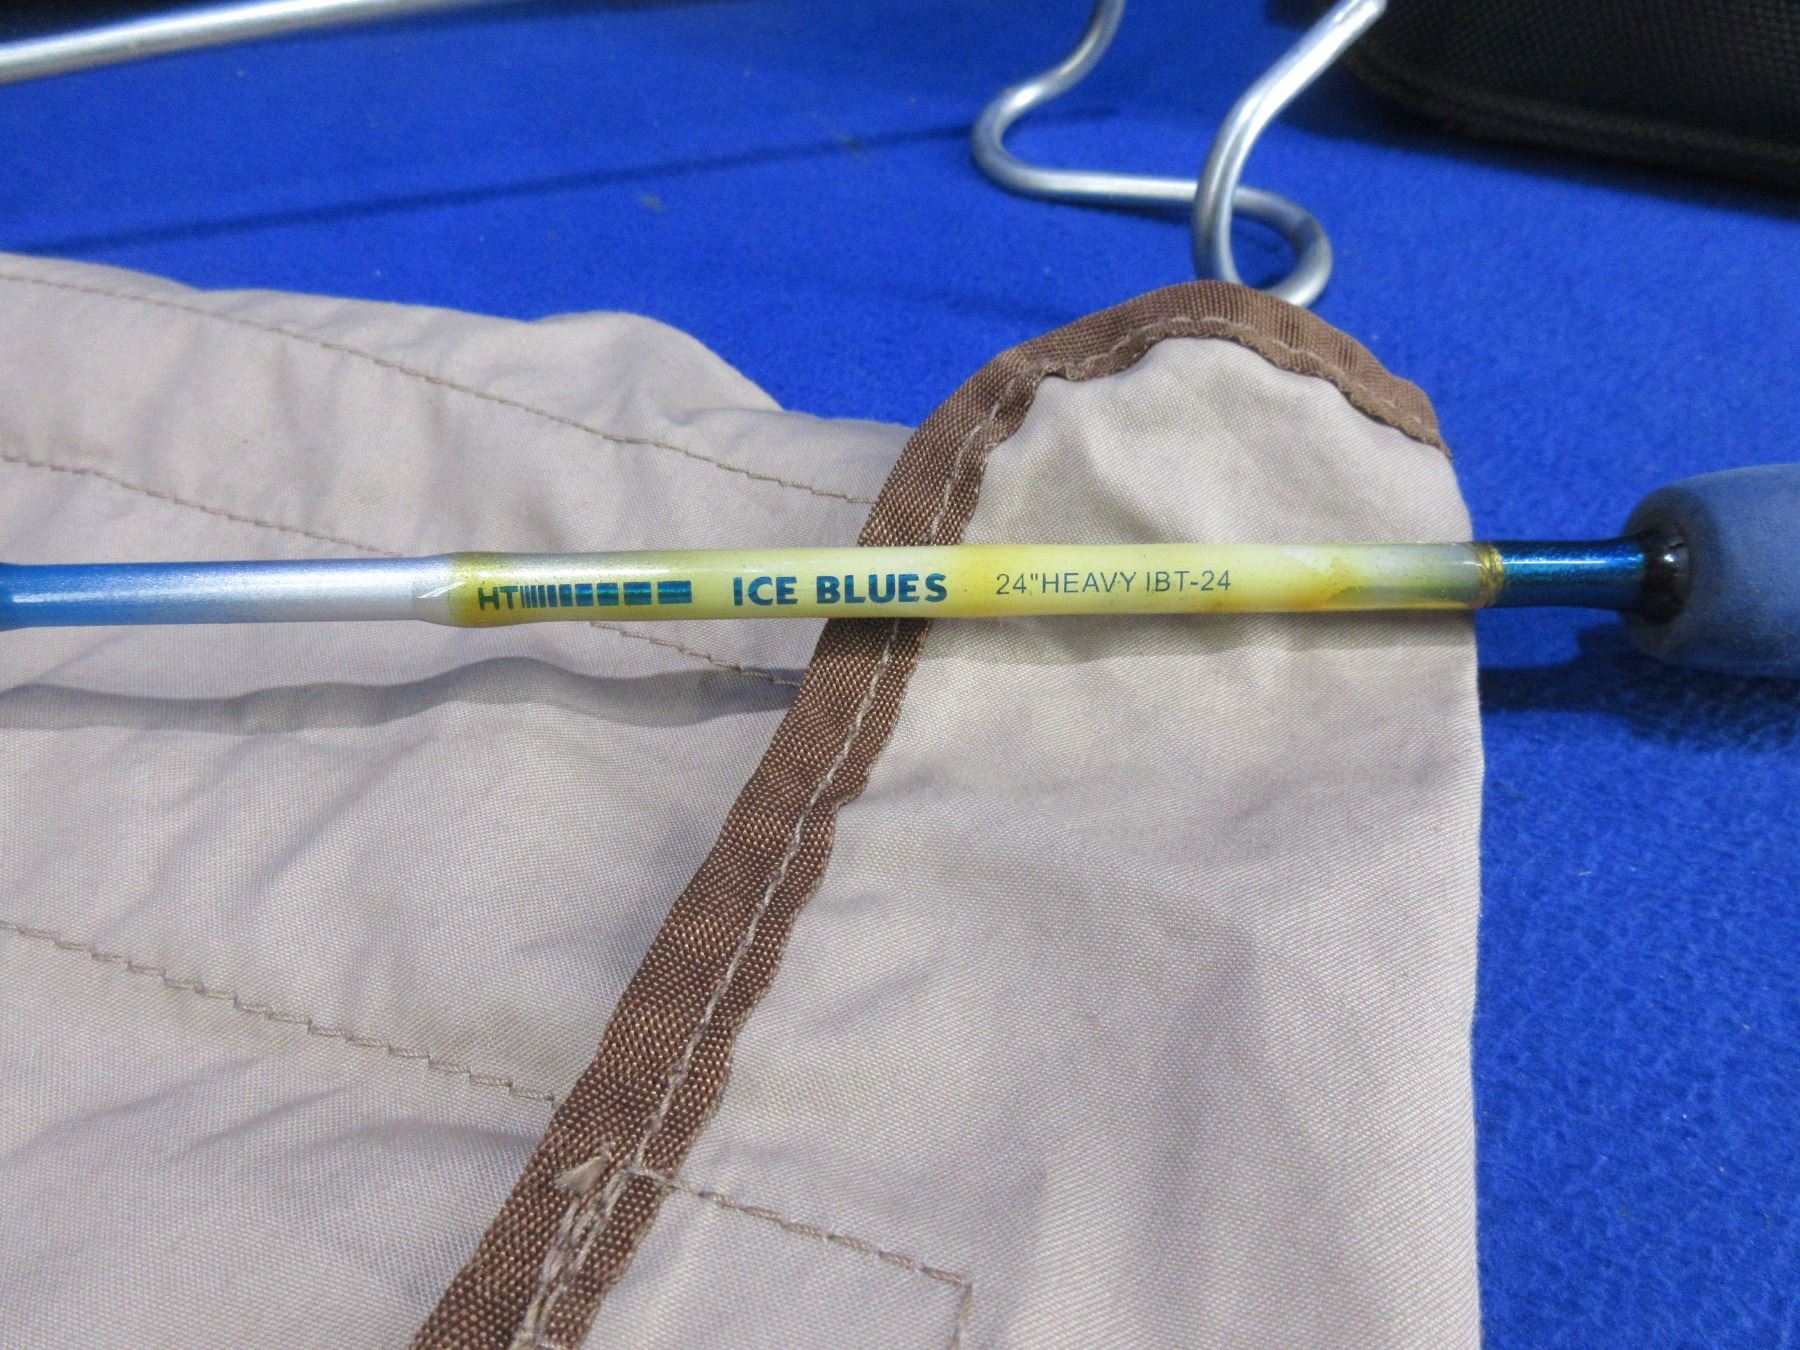 HT ICE BLUES 24" HEAVY IBT-24